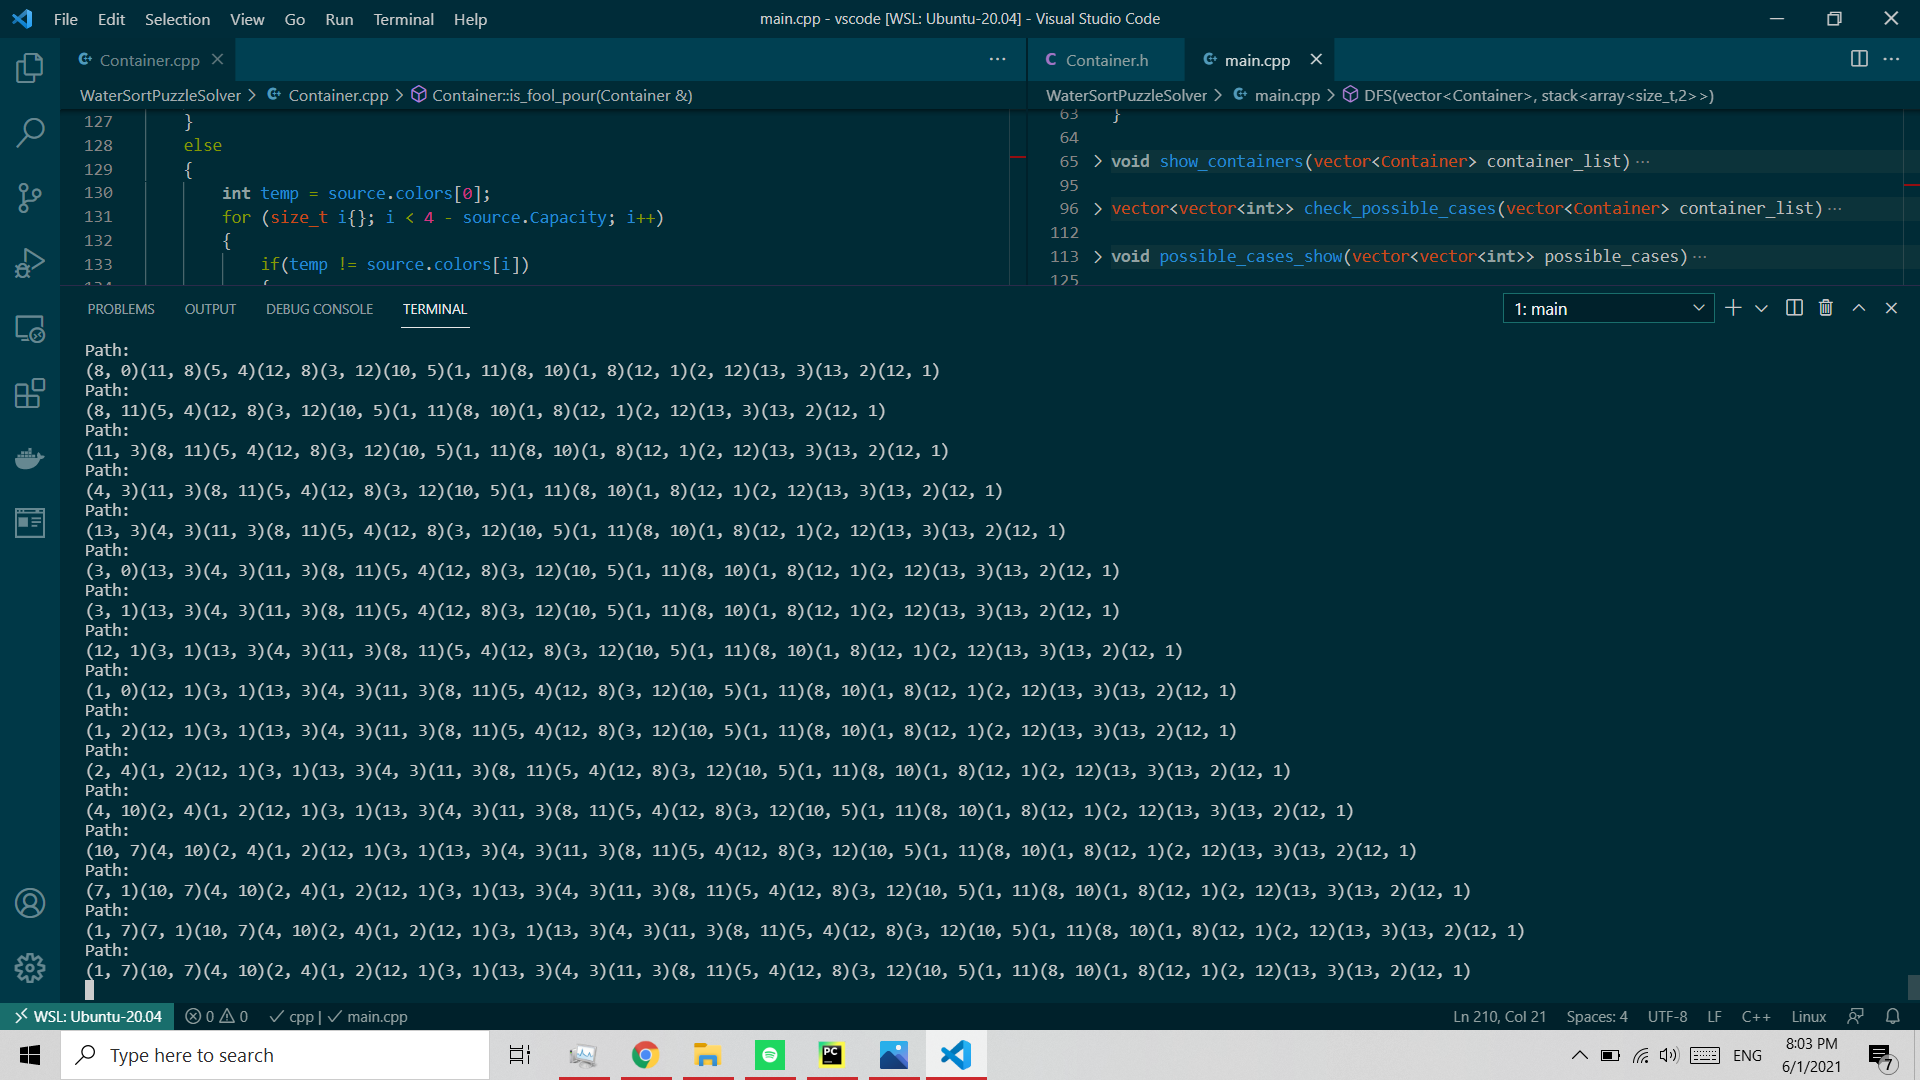 File Edit Selection View Go Run Terminal Help
main.cpp - vscode [WSL: Ubuntu-20.04] - Visual Studio Code
Container.cpp
WaterSortPuzzleSolver > Container.cpp > Container::is_fool_pour(Container &)
127 }
128 else
129 {
130 int temp = source.colors[0];
131 for (size_t i{}; i < 4 - source.Capacity; i++)
132 {
133 if(temp != source.colors[i])
134 {
Container.h main.cpp
WaterSortPuzzleSolver > main.cpp > DFS(vector<Container>, stack<array<size_t,2>>)
63 }
64
65 void show_containers(vector<Container> container_list)···
95
96 vector<vector<int>> check_possible_cases(vector<Container> container_list)···
112
113 void possible_cases_show(vector<vector<int>> possible_cases)···
125
PROBLEMS OUTPUT DEBUG CONSOLE TERMINAL
1: main
Path:
(8, 0)(11, 8)(5, 4)(12, 8)(3, 12)(10, 5)(1, 11)(8, 10)(1, 8)(12, 1)(2, 12)(13, 3)(13, 2)(12, 1)
Path:
(8, 11)(5, 4)(12, 8)(3, 12)(10, 5)(1, 11)(8, 10)(1, 8)(12, 1)(2, 12)(13, 3)(13, 2)(12, 1)
Path:
(11, 3)(8, 11)(5, 4)(12, 8)(3, 12)(10, 5)(1, 11)(8, 10)(1, 8)(12, 1)(2, 12)(13, 3)(13, 2)(12, 1)
Path:
(4, 3)(11, 3)(8, 11)(5, 4)(12, 8)(3, 12)(10, 5)(1, 11)(8, 10)(1, 8)(12, 1)(2, 12)(13, 3)(13, 2)(12, 1)
Path:
(13, 3)(4, 3)(11, 3)(8, 11)(5, 4)(12, 8)(3, 12)(10, 5)(1, 11)(8, 10)(1, 8)(12, 1)(2, 12)(13, 3)(13, 2)(12, 1)
Path:
(3, 0)(13, 3)(4, 3)(11, 3)(8, 11)(5, 4)(12, 8)(3, 12)(10, 5)(1, 11)(8, 10)(1, 8)(12, 1)(2, 12)(13, 3)(13, 2)(12, 1)
Path:
(3, 1)(13, 3)(4, 3)(11, 3)(8, 11)(5, 4)(12, 8)(3, 12)(10, 5)(1, 11)(8, 10)(1, 8)(12, 1)(2, 12)(13, 3)(13, 2)(12, 1)
Path:
(12, 1)(3, 1)(13, 3)(4, 3)(11, 3)(8, 11)(5, 4)(12, 8)(3, 12)(10, 5)(1, 11)(8, 10)(1, 8)(12, 1)(2, 12)(13, 3)(13, 2)(12, 1)
Path:
(1, 0)(12, 1)(3, 1)(13, 3)(4, 3)(11, 3)(8, 11)(5, 4)(12, 8)(3, 12)(10, 5)(1, 11)(8, 10)(1, 8)(12, 1)(2, 12)(13, 3)(13, 2)(12, 1)
Path:
(1, 2)(12, 1)(3, 1)(13, 3)(4, 3)(11, 3)(8, 11)(5, 4)(12, 8)(3, 12)(10, 5)(1, 11)(8, 10)(1, 8)(12, 1)(2, 12)(13, 3)(13, 2)(12, 1)
Path:
(2, 4)(1, 2)(12, 1)(3, 1)(13, 3)(4, 3)(11, 3)(8, 11)(5, 4)(12, 8)(3, 12)(10, 5)(1, 11)(8, 10)(1, 8)(12, 1)(2, 12)(13, 3)(13, 2)(12, 1)
Path:
(4, 10)(2, 4)(1, 2)(12, 1)(3, 1)(13, 3)(4, 3)(11, 3)(8, 11)(5, 4)(12, 8)(3, 12)(10, 5)(1, 11)(8, 10)(1, 8)(12, 1)(2, 12)(13, 3)(13, 2)(12, 1)
Path:
(10, 7)(4, 10)(2, 4)(1, 2)(12, 1)(3, 1)(13, 3)(4, 3)(11, 3)(8, 11)(5, 4)(12, 8)(3, 12)(10, 5)(1, 11)(8, 10)(1, 8)(12, 1)(2, 12)(13, 3)(13, 2)(12, 1)
Path:
(7, 1)(10, 7)(4, 10)(2, 4)(1, 2)(12, 1)(3, 1)(13, 3)(4, 3)(11, 3)(8, 11)(5, 4)(12, 8)(3, 12)(10, 5)(1, 11)(8, 10)(1, 8)(12, 1)(2, 12)(13, 3)(13, 2)(12, 1)
Path:
(1, 7)(7, 1)(10, 7)(4, 10)(2, 4)(1, 2)(12, 1)(3, 1)(13, 3)(4, 3)(11, 3)(8, 11)(5, 4)(12, 8)(3, 12)(10, 5)(1, 11)(8, 10)(1, 8)(12, 1)(2, 12)(13, 3)(13, 2)(12, 1)
Path:
(1, 7)(10, 7)(4, 10)(2, 4)(1, 2)(12, 1)(3, 1)(13, 3)(4, 3)(11, 3)(8, 11)(5, 4)(12, 8)(3, 12)(10, 5)(1, 11)(8, 10)(1, 8)(12, 1)(2, 12)(13, 3)(13, 2)(12, 1)
WSL: Ubuntu-20.04 0 0 cpp | main.cpp Ln 210, Col 21 Spaces: 4 UTF-8 LF C++ Linux
Type here to search
PC
ENG
8:03 PM
6/1/2021
7